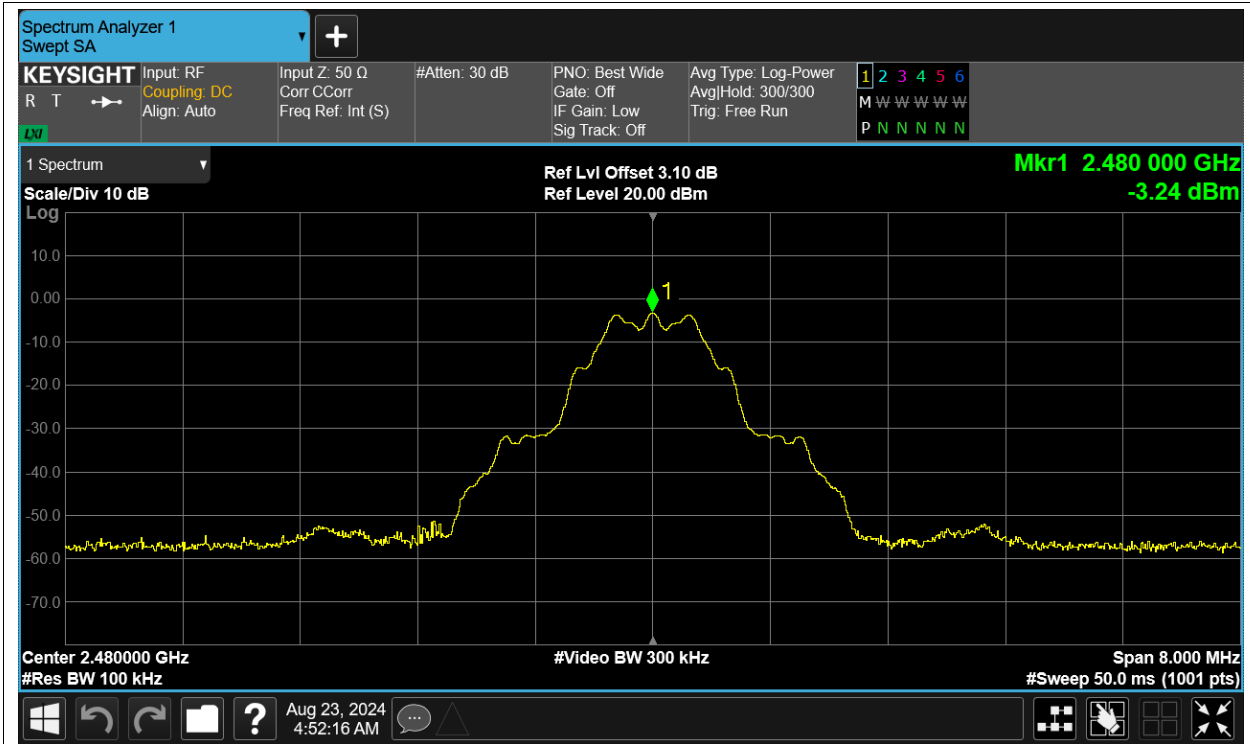 Spectrum Analyzer 1
Swept SA
▼
+
KEYSIGHT
R T
LXI
Input: RF
Coupling: DC
Align: Auto
Input Z: 50 Ω
Corr CCorr
Freq Ref: Int (S)
#Atten: 30 dB
PNO: Best Wide
Gate: Off
IF Gain: Low
Sig Track: Off
Avg Type: Log-Power
Avg|Hold: 300/300
Trig: Free Run
1 2 3 4 5 6
M W W W W W
P N N N N N
1 Spectrum ▼
Scale/Div 10 dB
Ref Lvl Offset 3.10 dB
Ref Level 20.00 dBm
Mkr1 2.480 000 GHz
-3.24 dBm
Log
10.0
0.00
-10.0
-20.0
-30.0
-40.0
-50.0
-60.0
-70.0
1
Center 2.480000 GHz
#Video BW 300 kHz
Span 8.000 MHz
#Res BW 100 kHz
#Sweep 50.0 ms (1001 pts)
?
Aug 23, 2024
4:52:16 AM